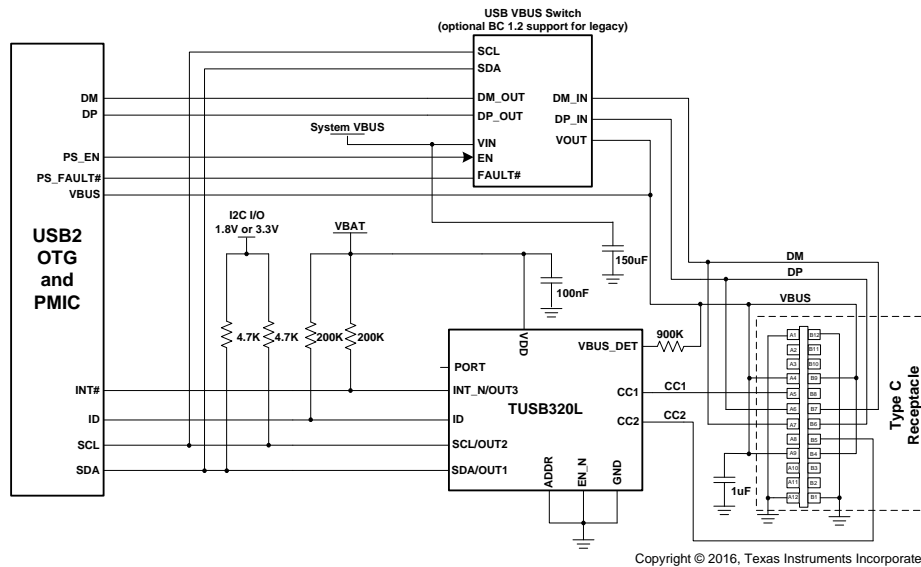 USB VBUS Switch
(optional BC 1.2 support for legacy)
SCL
SDA
DM
DM_OUT
DM_IN
DP
DP_OUT
DP_IN
System VBUS
VIN
VOUT
PS_EN
EN
PS_FAULT#
FAULT#
VBUS
USB2
OTG
and
PMIC
I2C I/O
1.8V or 3.3V
VBAT
150uF
100nF
DM
DP
VBUS
4.7K
4.7K
200K
200K
VDD
VBUS_DET
900K
PORT
INT#
INT_N/OUT3
CC1
CC1
TUSB320L
ID
ID
CC2
CC2
SCL
SCL/OUT2
SDA
SDA/OUT1
ADDR
EN_N
GND
1uF
A1
B12
A2
B11
A3
B10
A4
B9
A5
B8
A6
B7
A7
B6
A8
B5
A9
B4
A10
B3
A11
B2
A12
B1
Type C
Receptacle
Copyright © 2016, Texas Instruments Incorporate